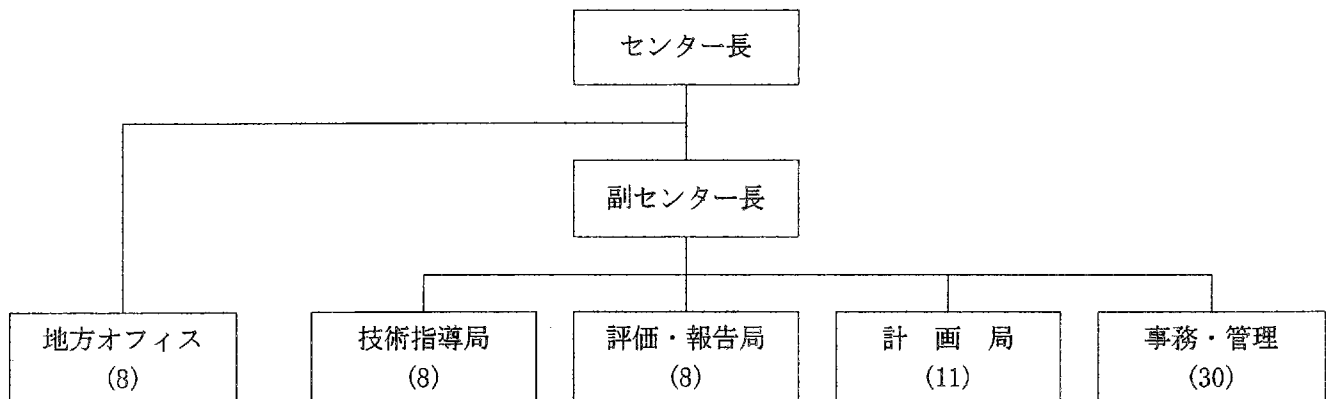 センター長
副センター長
地方オフィス
(8)
技術指導局
(8)
評価・報告局
(8)
計 画 局
(11)
事務・管理
(30)